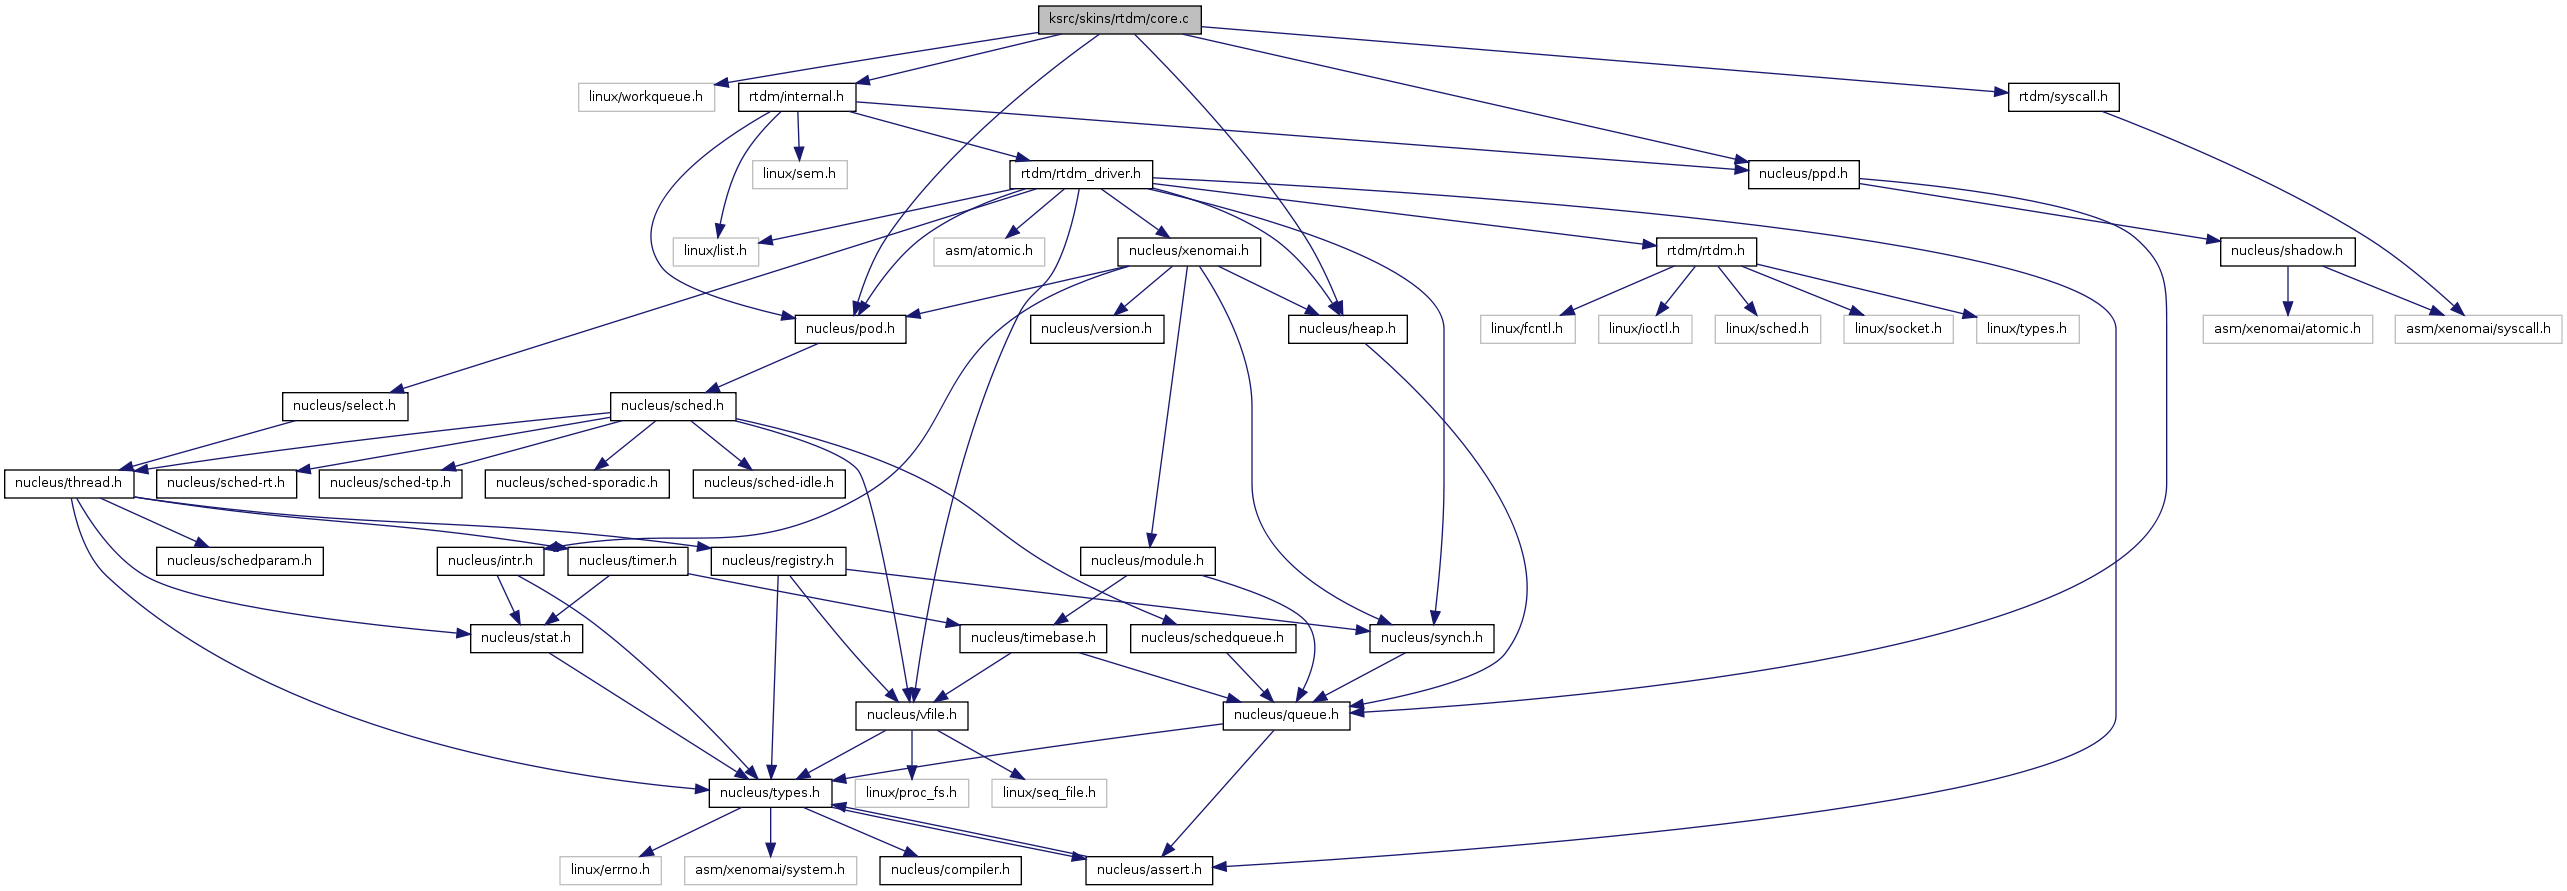 ksrc/skins/rtdm/core.c
linux/workqueue.h
rtdm/internal.h
rtdm/syscall.h
linux/sem.h
rtdm/rtdm_driver.h
nucleus/ppd.h
linux/list.h
asm/atomic.h
nucleus/xenomai.h
rtdm/rtdm.h
nucleus/shadow.h
nucleus/pod.h
nucleus/version.h
nucleus/heap.h
linux/fcntl.h
linux/ioctl.h
linux/sched.h
linux/socket.h
linux/types.h
asm/xenomai/atomic.h
asm/xenomai/syscall.h
nucleus/select.h
nucleus/sched.h
nucleus/thread.h
nucleus/sched-rt.h
nucleus/sched-tp.h
nucleus/sched-sporadic.h
nucleus/sched-idle.h
nucleus/schedparam.h
nucleus/intr.h
nucleus/timer.h
nucleus/registry.h
nucleus/module.h
nucleus/stat.h
nucleus/timebase.h
nucleus/schedqueue.h
nucleus/synch.h
nucleus/vfile.h
nucleus/queue.h
nucleus/types.h
linux/proc_fs.h
linux/seq_file.h
linux/errno.h
asm/xenomai/system.h
nucleus/compiler.h
nucleus/assert.h